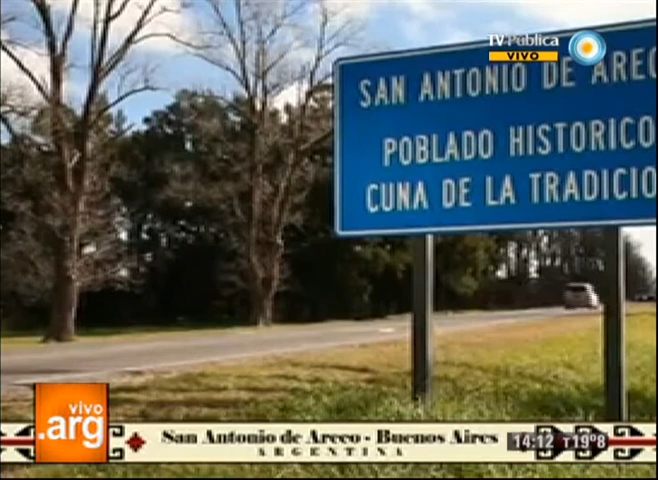 TV Pública
VIVO
SAN ANTONIO DE AREC
POBLADO HISTORICO
CUNA DE LA TRADICIO
vivo
.arg
San Antonio de Areco - Buenos Aires
ARGENTINA
14:12 T19°8